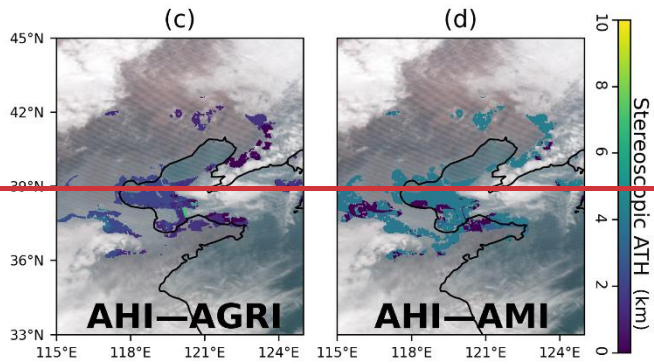 (c)
(d)
45°N
42°N
39°N
36°N
33°N
115°E
118°E
121°E
124°E
115°E
118°E
121°E
124°E
AHI—AGRI
AHI—AMI
10
8
6
4
2
0
Stereoscopic ATH (km)